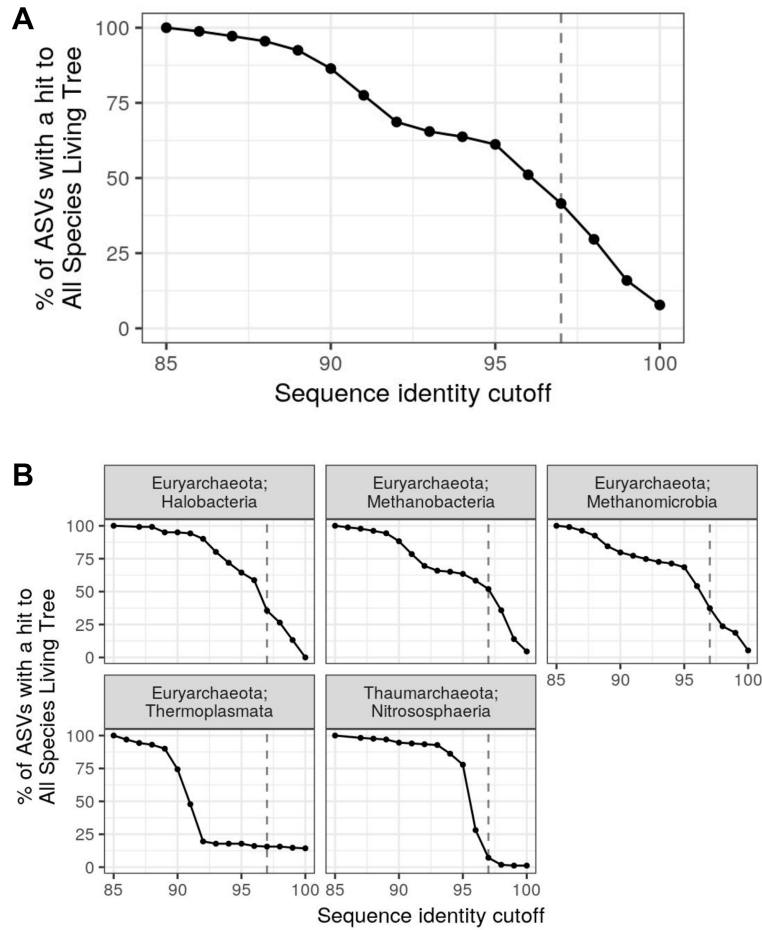 A
% of ASVs with a hit to
All Species Living Tree
100
75
50
25
0
85 90 95 100
Sequence identity cutoff
B
% of ASVs with a hit to
All Species Living Tree
Euryarchaeota;
Halobacteria
Euryarchaeota;
Methanobacteria
Euryarchaeota;
Methanomicrobia
100
75
50
25
0
85 90 95 100
Euryarchaeota;
Thermoplasmata
Thaumarchaeota;
Nitrososphaeria
100
75
50
25
0
85 90 95 100 85 90 95 100
Sequence identity cutoff